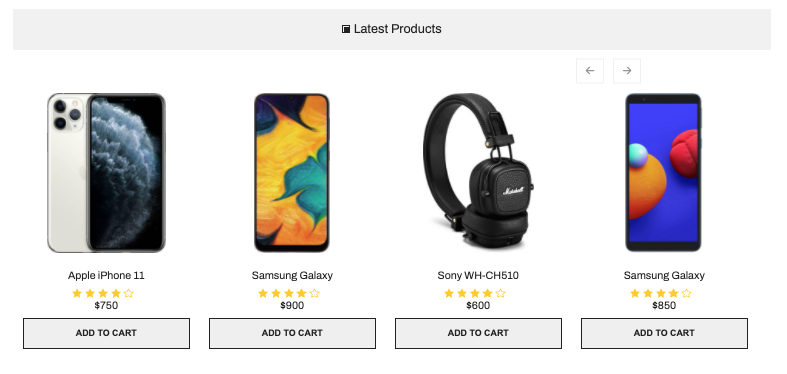 Latest Products
Marshall
Apple iPhone 11
Samsung Galaxy
Sony WH-CH510
Samsung Galaxy
$750
$900
$600
$850
ADD TO CART
ADD TO CART
ADD TO CART
ADD TO CART